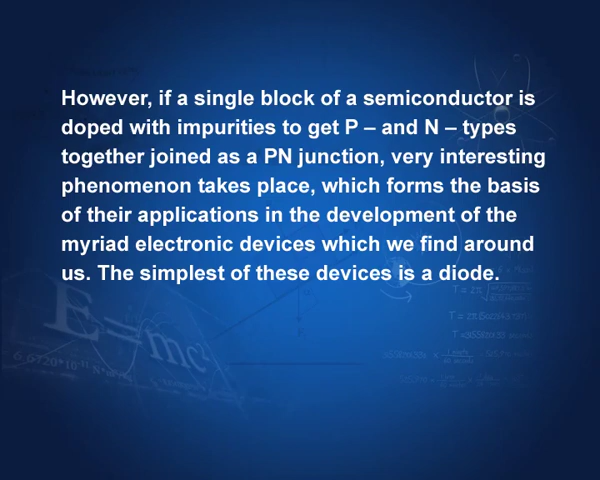 However, if a single block of a semiconductor is
doped with impurities to get P – and N – types
together joined as a PN junction, very interesting
phenomenon takes place, which forms the basis
of their applications in the development of the
myriad electronic devices which we find around
us. The simplest of these devices is a diode.
E=mc²